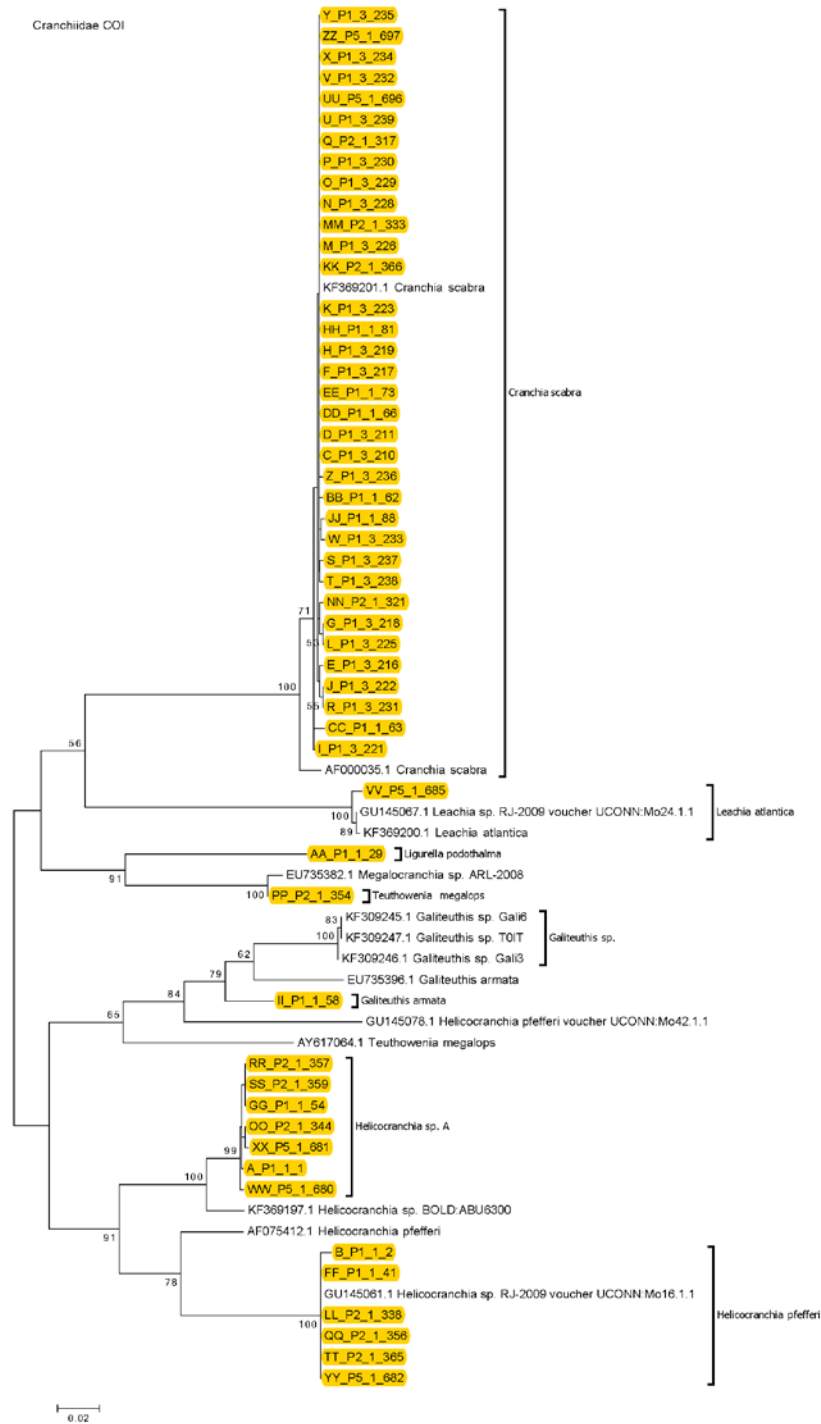 Cranchiidae COI
Y_P1_3_235
ZZ_P5_1_697
X_P1_3_234
V_P1_3_232
UU_P5_1_696
U_P1_3_239
Q_P2_1_317
P_P1_3_230
O_P1_3_229
N_P1_3_228
MM_P2_1_333
M_P1_3_226
KK_P2_1_366
KF369201.1 Cranchia scabra
K_P1_3_223
HH_P1_1_81
H_P1_3_219
F_P1_3_217
EE_P1_1_73
Cranchia scabra
DD_P1_1_66
D_P1_3_211
C_P1_3_210
Z_P1_3_236
BB_P1_1_62
JJ_P1_1_88
W_P1_3_233
S_P1_3_237
T_P1_3_238
NN_P2_1_321
71
G_P1_3_218
53
L_P1_3_225
E_P1_3_216
100
J_P1_3_222
55
R_P1_3_231
CC_P1_1_63
56
I_P1_3_221
AF000035.1 Cranchia scabra
VV_P5_1_685
100
GU145067.1 Leachia sp. RJ-2009 voucher UCONN:Mo24.1.1
Leachia atlantica
89
KF369200.1 Leachia atlantica
AA_P1_1_29
Ligurella podothalma
91
EU735382.1 Megalocranchia sp. ARL-2008
100
PP_P2_1_354
Teuthowenia megalops
83
KF309245.1 Galiteuthis sp. Gali6
100
KF309247.1 Galiteuthis sp. T0IT
Galiteuthis sp.
62
KF309246.1 Galiteuthis sp. Gali3
79
EU735396.1 Galiteuthis armata
84
II_P1_1_58
Galiteuthis armata
65
GU145078.1 Helicocranchia pfefferi voucher UCONN:Mo42.1.1
AY617064.1 Teuthowenia megalops
RR_P2_1_357
SS_P2_1_359
GG_P1_1_54
OO_P2_1_344
Helicocranchia sp. A
99
XX_P5_1_681
A_P1_1_1
100
WW_P5_1_680
KF369197.1 Helicocranchia sp. BOLD:ABU6300
91
AF075412.1 Helicocranchia pfefferi
B_P1_1_2
78
FF_P1_1_41
GU145061.1 Helicocranchia sp. RJ-2009 voucher UCONN:Mo16.1.1
LL_P2_1_338
Helicocranchia pfefferi
100
QQ_P2_1_356
TT_P2_1_365
YY_P5_1_682
0.02